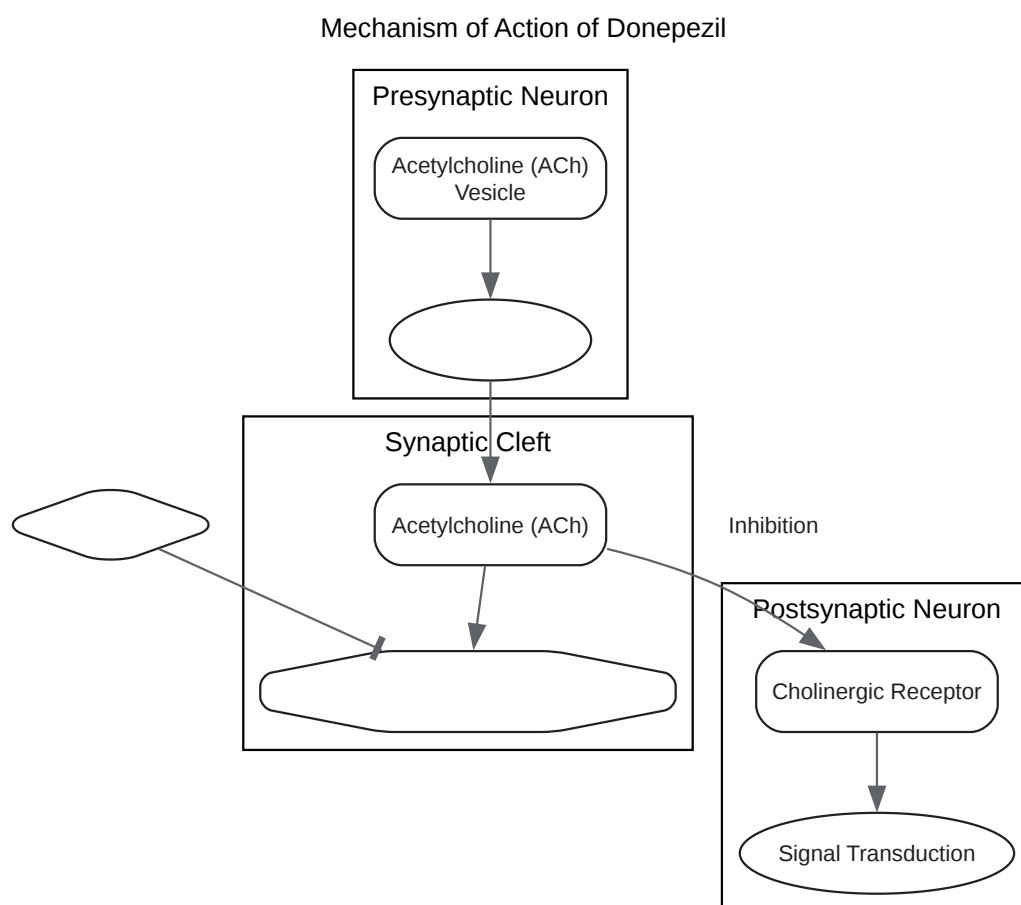 Mechanism of Action of Donepezil
Presynaptic Neuron
Acetylcholine (ACh)
Vesicle
Synaptic Cleft
Acetylcholine (ACh)
Inhibition
Postsynaptic Neuron
Cholinergic Receptor
Signal Transduction